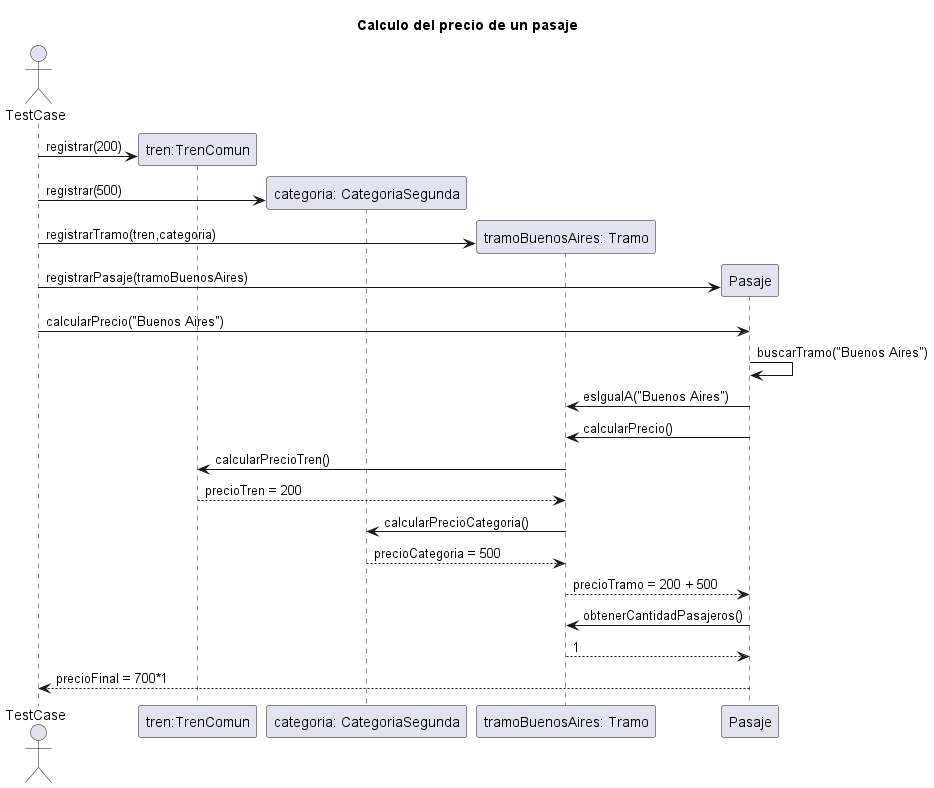 Calculo del precio de un pasaje
TestCase
registrar(200)
tren:TrenComun
registrar(500)
categoria: CategoriaSegunda
registrarTramo(tren,categoria)
tramoBuenosAires: Tramo
registrarPasaje(tramoBuenosAires)
Pasaje
calcularPrecio("Buenos Aires")
buscarTramo("Buenos Aires")
esIgualA("Buenos Aires")
calcularPrecio()
calcularPrecioTren()
precioTren = 200
calcularPrecioCategoria()
precioCategoria = 500
precioTramo = 200 + 500
obtenerCantidadPasajeros()
1
precioFinal = 700*1
TestCase
tren:TrenComun
categoria: CategoriaSegunda
tramoBuenosAires: Tramo
Pasaje